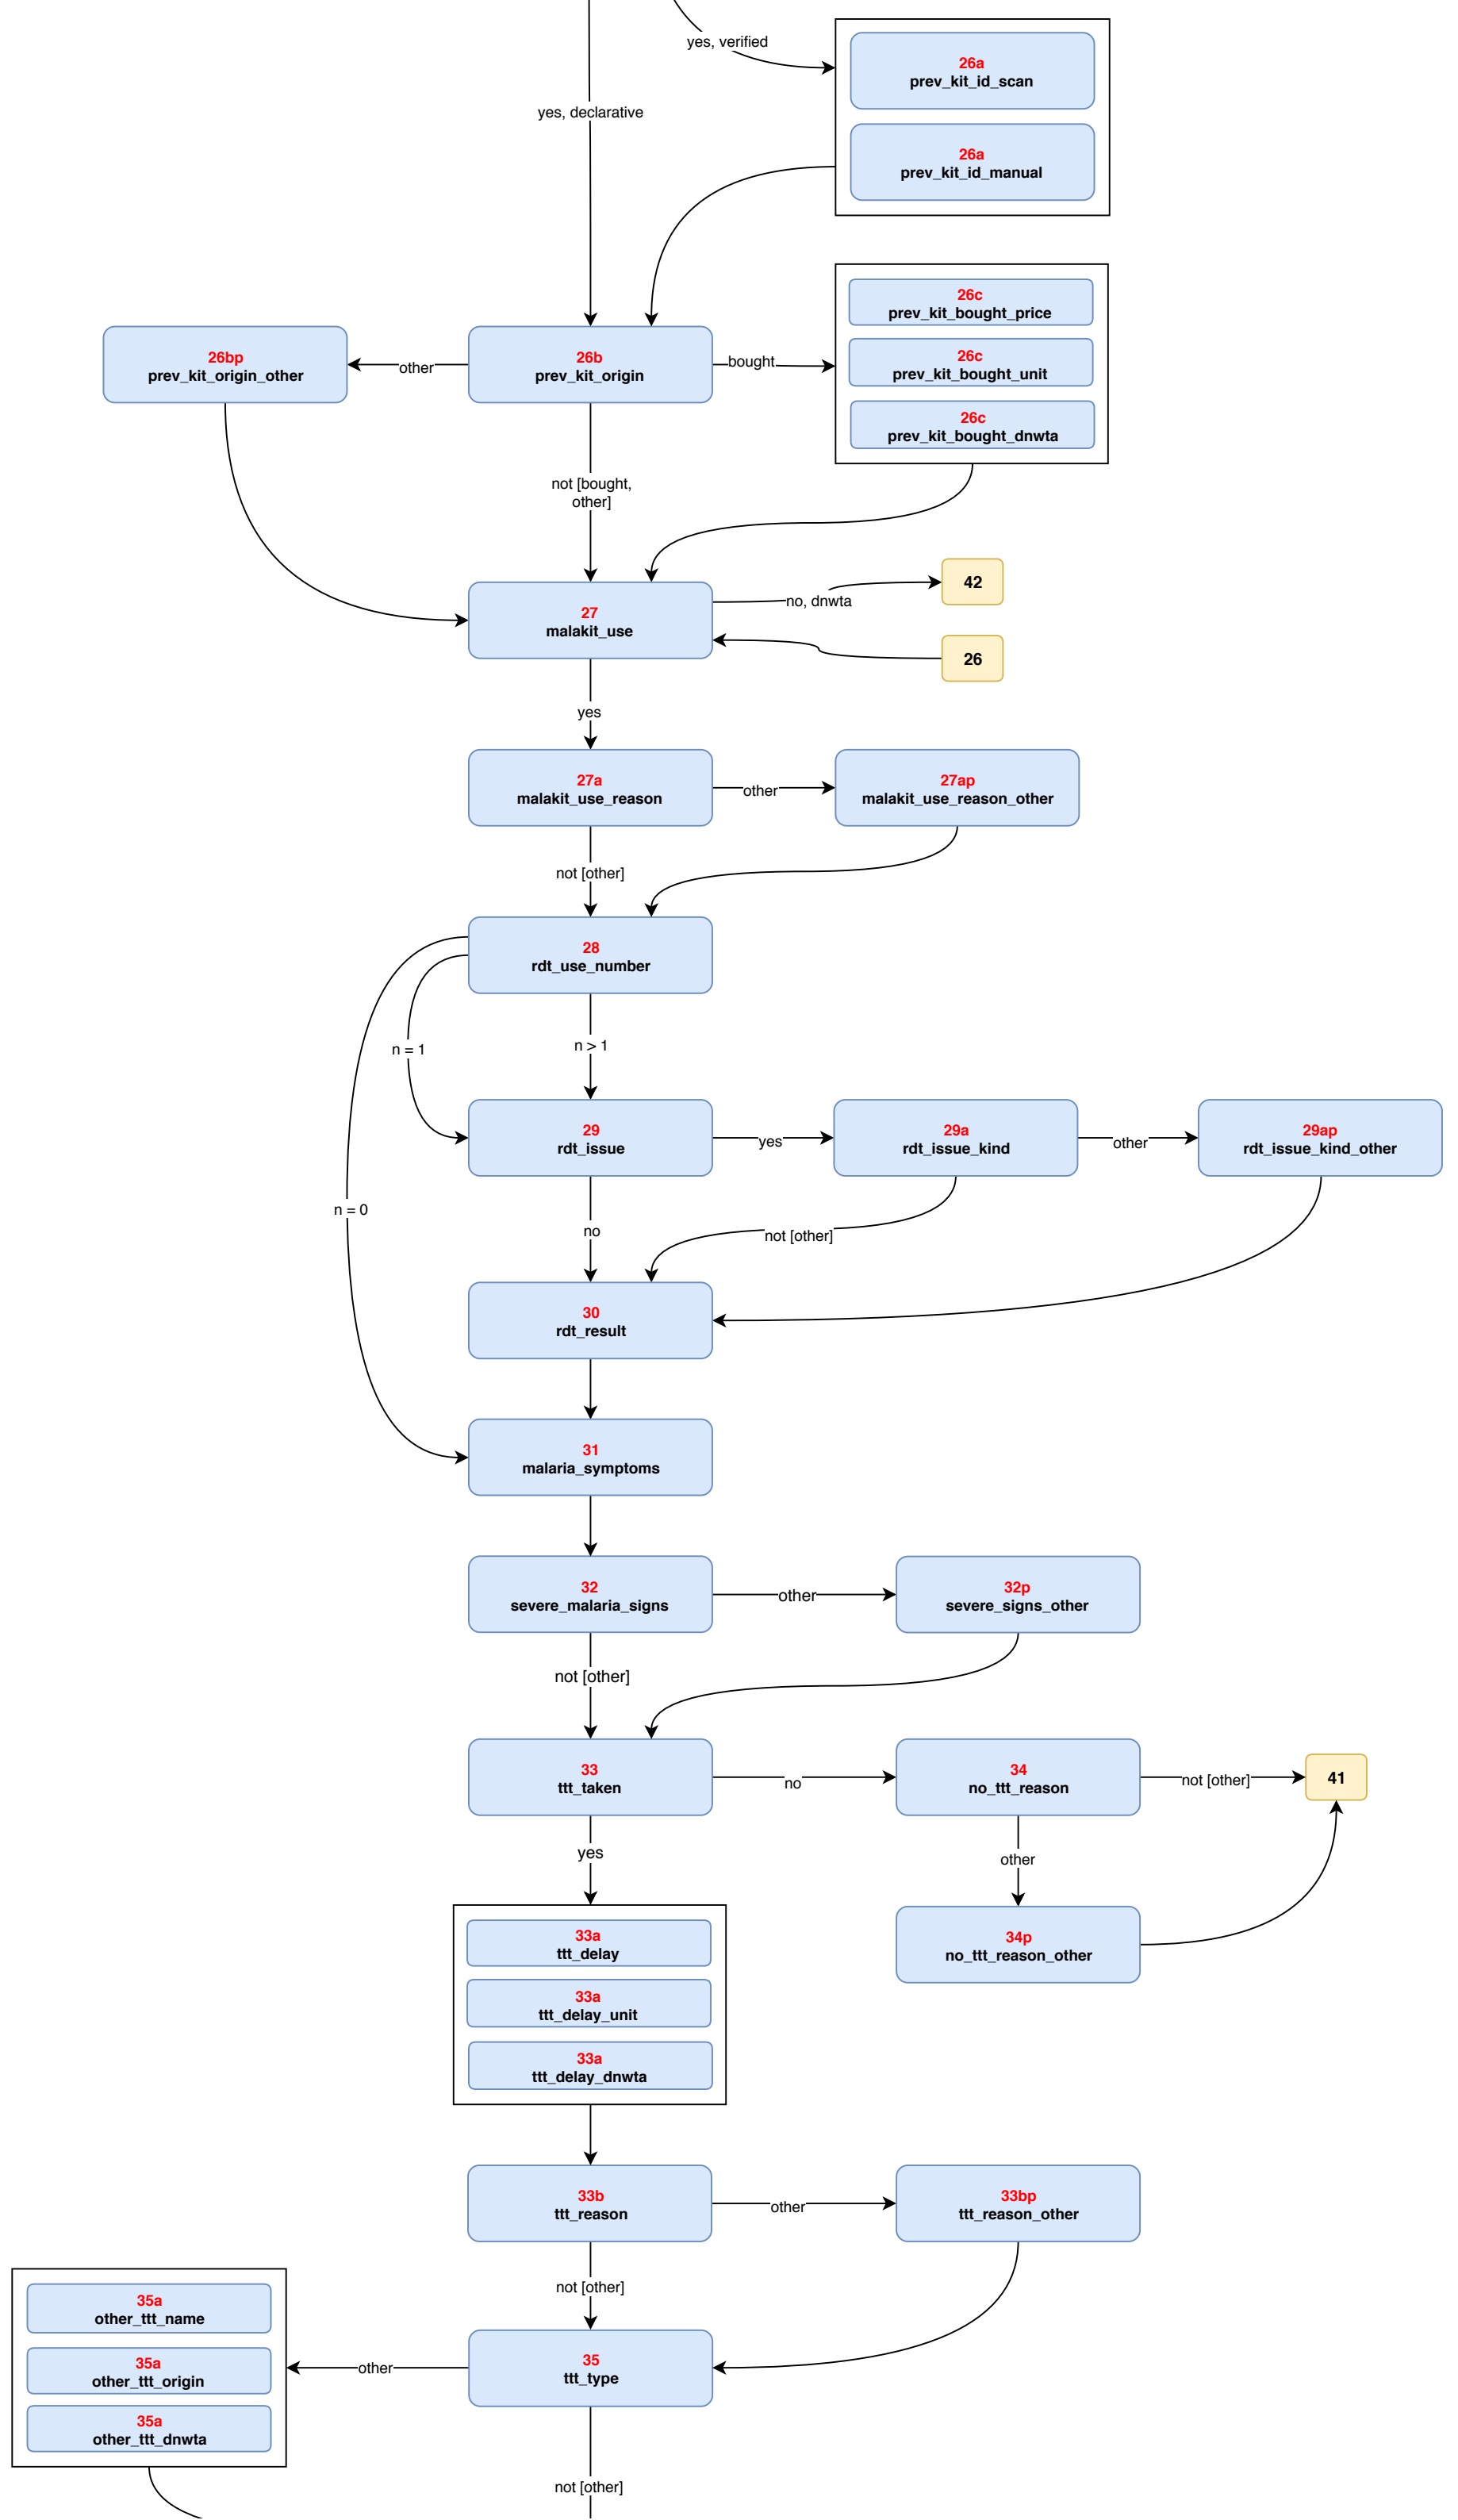 yes, verified
26a
prev_kit_id_scan
yes, declarative
26a
prev_kit_id_manual
26c
prev_kit_bought_price
26bp
prev_kit_origin_other
other
26b
prev_kit_origin
bought
26c
prev_kit_bought_unit
26c
prev_kit_bought_dnwta
not [bought,
other]
27
malakit_use
no, dnwta
42
26
yes
27a
malakit_use_reason
other
27ap
malakit_use_reason_other
not [other]
28
rdt_use_number
n = 1
n > 1
29
rdt_issue
yes
29a
rdt_issue_kind
other
29ap
rdt_issue_kind_other
n = 0
no
not [other]
30
rdt_result
31
malaria_symptoms
32
severe_malaria_signs
other
32p
severe_signs_other
not [other]
33
ttt_taken
no
34
no_ttt_reason
not [other]
41
yes
other
33a
ttt_delay
34p
no_ttt_reason_other
33a
ttt_delay_unit
33a
ttt_delay_dnwta
33b
ttt_reason
other
33bp
ttt_reason_other
not [other]
35a
other_ttt_name
35a
other_ttt_origin
other
35
ttt_type
35a
other_ttt_dnwta
not [other]